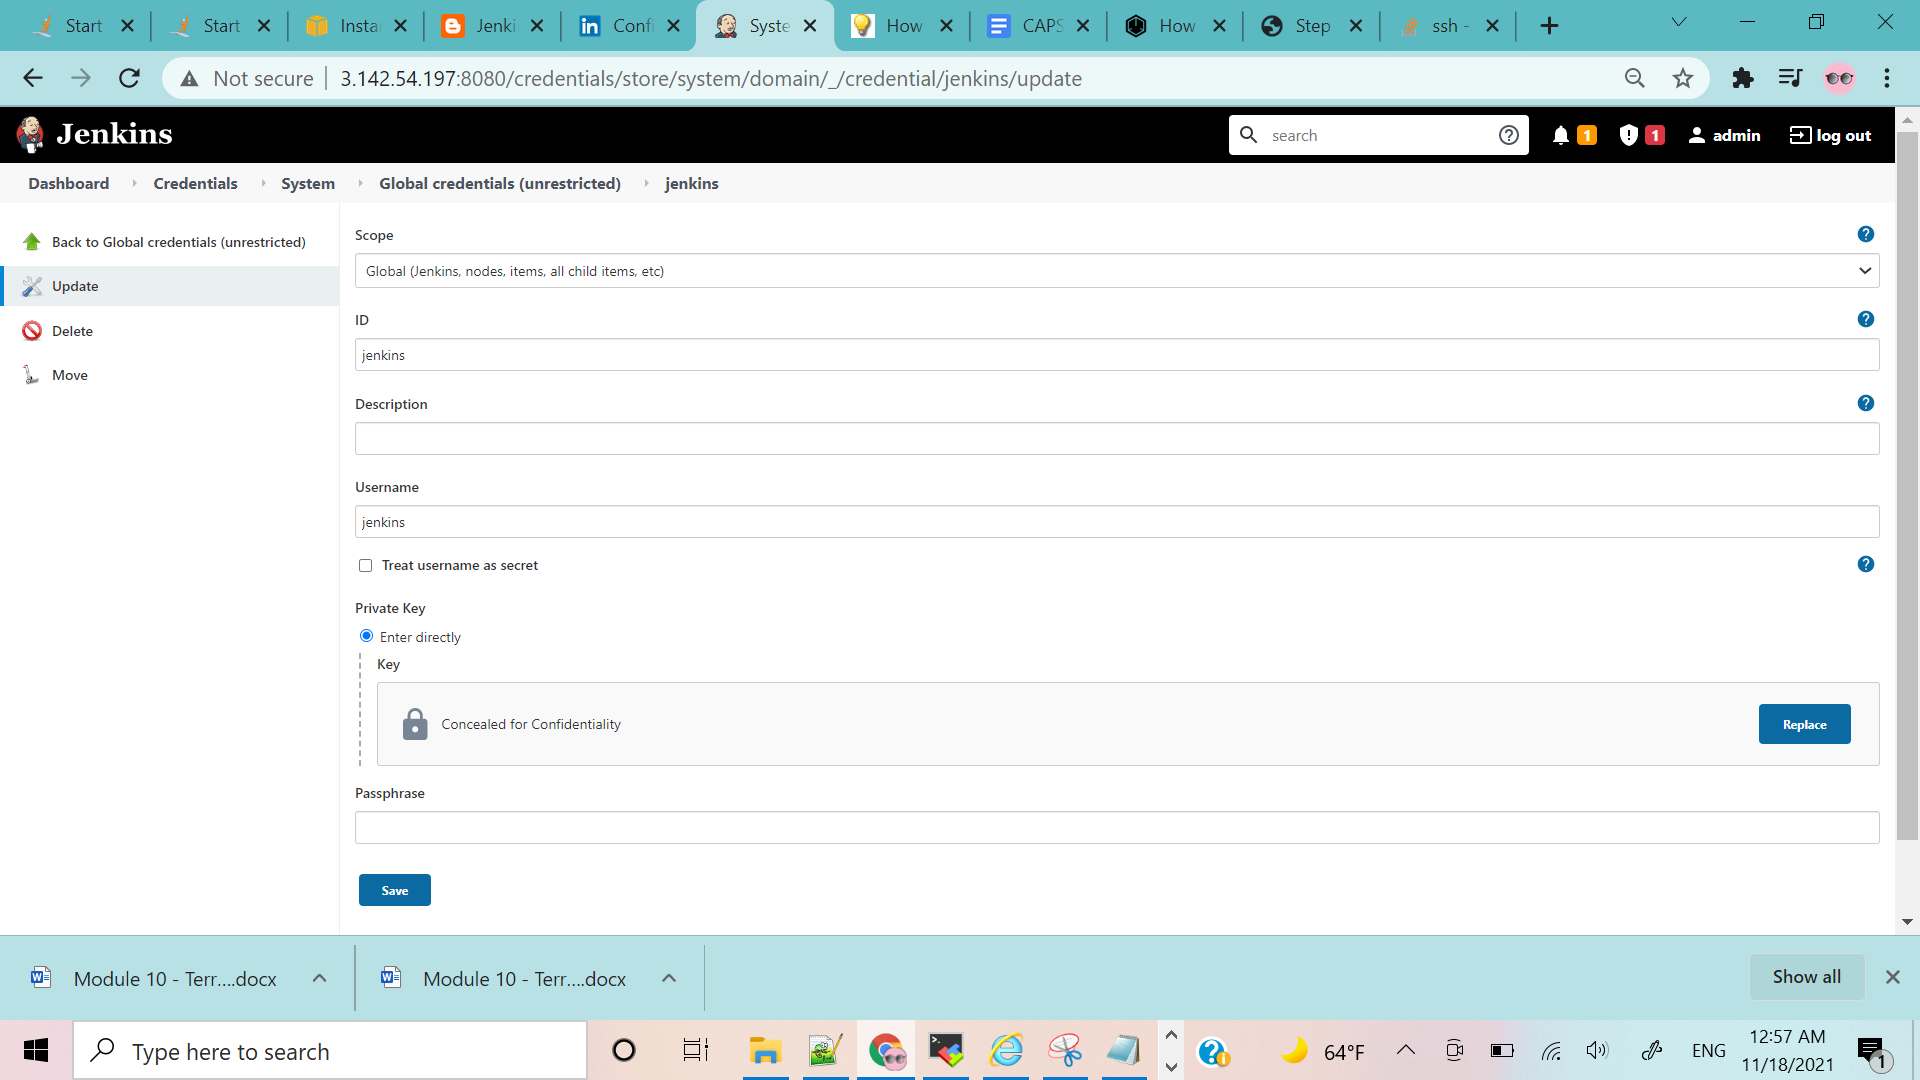 Start
Start
Insta
Jenki
Confi
Syste
How
CAPS
How
Step
ssh -
Not secure
3.142.54.197:8080/credentials/store/system/domain/_/credential/jenkins/update
Jenkins
search
1
1
admin
log out
Dashboard
Credentials
System
Global credentials (unrestricted)
jenkins
Back to Global credentials (unrestricted)
Update
Delete
Move
Scope
Global (Jenkins, nodes, items, all child items, etc)
ID
jenkins
Description
Username
jenkins
Treat username as secret
Private Key
Enter directly
Key
Concealed for Confidentiality
Replace
Passphrase
Save
Module 10 - Terr....docx
Module 10 - Terr....docx
Show all
Type here to search
64°F
ENG
12:57 AM
11/18/2021
1